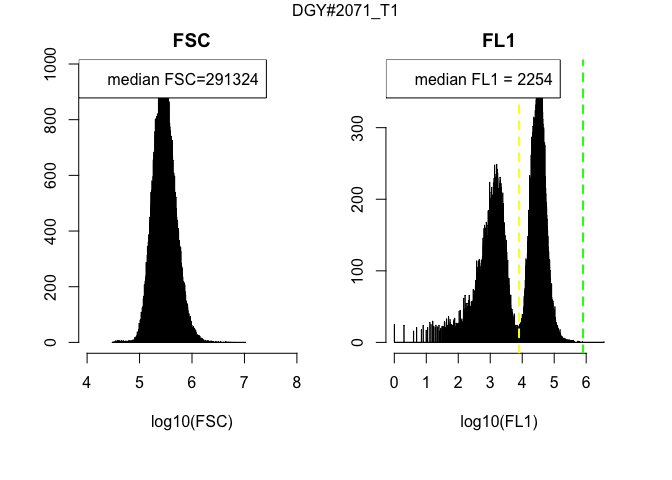 DGY#2071_T1
FSC
median FSC=291324
0 200 400 600 800 1000
4 5 6 7 8
log10(FSC)
FL1
median FL1 = 2254
0 100 200 300
0 1 2 3 4 5 6
log10(FL1)